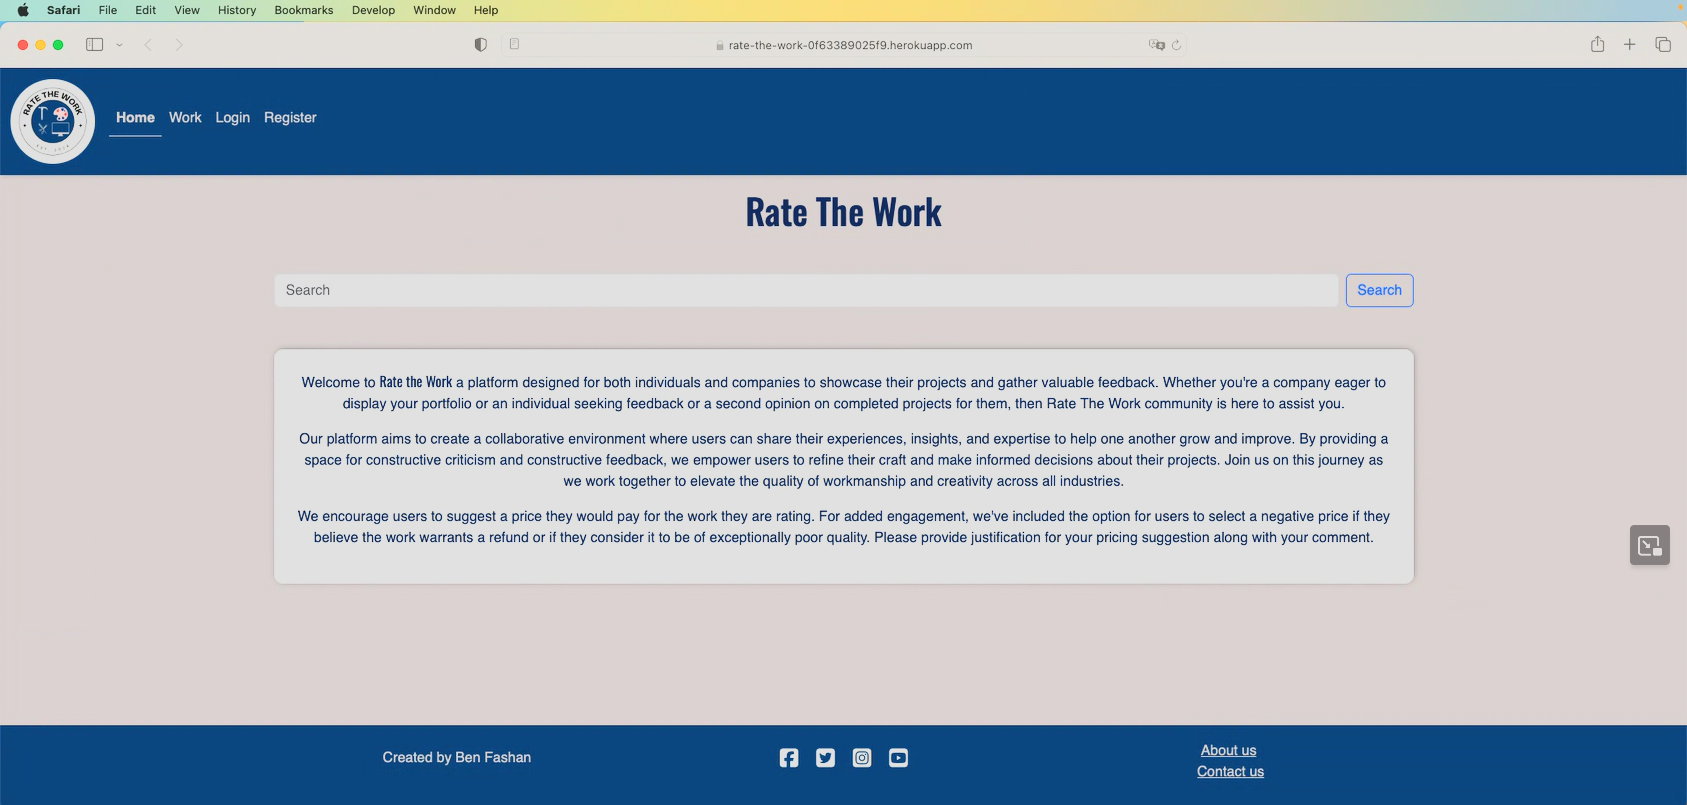 Safari File Edit View History Bookmarks Develop Window Help
rate-the-work-0f63389025f9.herokuapp.com
RATE THE WORK
Home Work Login Register
Rate The Work
Search Search
Welcome to Rate the Work a platform designed for both individuals and companies to showcase their projects and gather valuable feedback. Whether you're a company eager to
display your portfolio or an individual seeking feedback or a second opinion on completed projects for them, then Rate The Work community is here to assist you.
Our platform aims to create a collaborative environment where users can share their experiences, insights, and expertise to help one another grow and improve. By providing a
space for constructive criticism and constructive feedback, we empower users to refine their craft and make informed decisions about their projects. Join us on this journey as
we work together to elevate the quality of workmanship and creativity across all industries.
We encourage users to suggest a price they would pay for the work they are rating. For added engagement, we've included the option for users to select a negative price if they
believe the work warrants a refund or if they consider it to be of exceptionally poor quality. Please provide justification for your pricing suggestion along with your comment.
Created by Ben Fashan
About us
Contact us